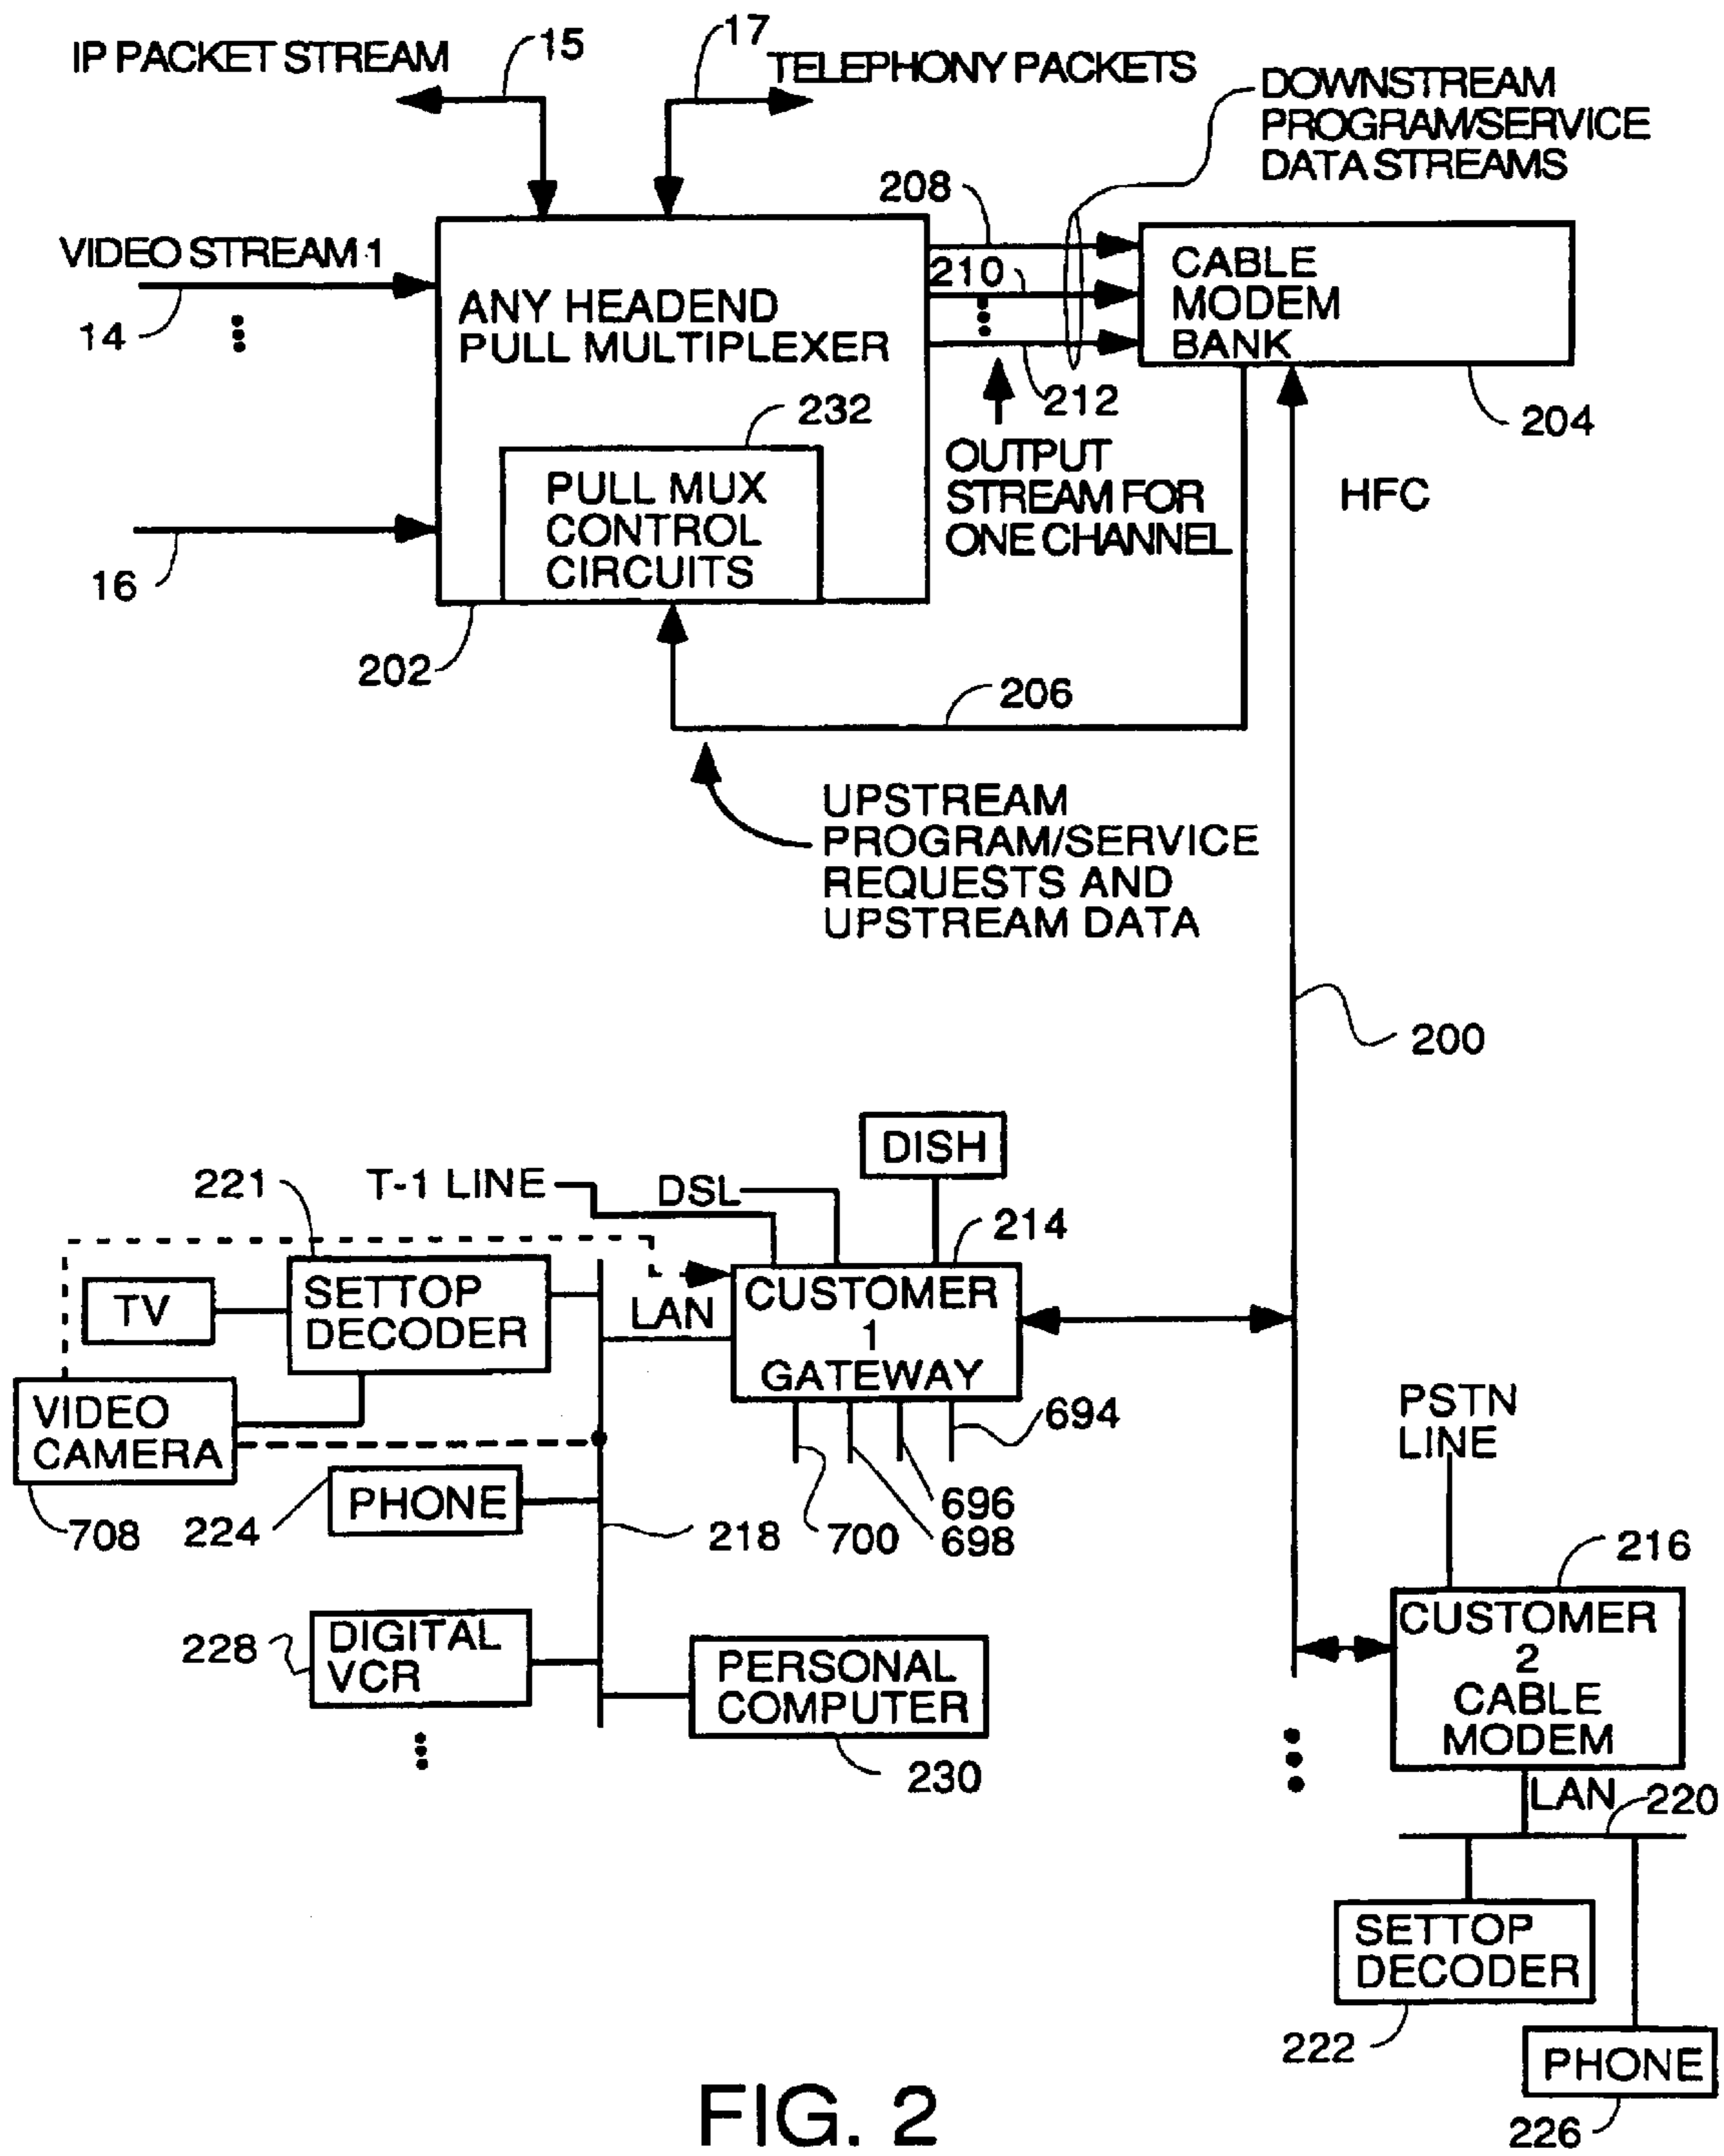 IP PACKET STREAM
15
17
TELEPHONY PACKETS
DOWNSTREAM
PROGRAM/SERVICE
DATA STREAMS
208
VIDEO STREAM 1
14
ANY HEADEND
PULL MULTIPLEXER
210
212
CABLE
MODEM
BANK
204
232
PULL MUX
CONTROL
CIRCUITS
OUTPUT
STREAM FOR
ONE CHANNEL
HFC
16
202
206
UPSTREAM
PROGRAM/SERVICE
REQUESTS AND
UPSTREAM DATA
200
DISH
221
T-1 LINE
DSL
214
TV
SETTOP
DECODER
LAN
CUSTOMER
1
GATEWAY
VIDEO
CAMERA
694
PSTN
LINE
708
224
PHONE
218
700
696
698
216
228
DIGITAL
VCR
PERSONAL
COMPUTER
230
CUSTOMER
2
CABLE
MODEM
LAN
220
SETTOP
DECODER
222
PHONE
226
FIG. 2